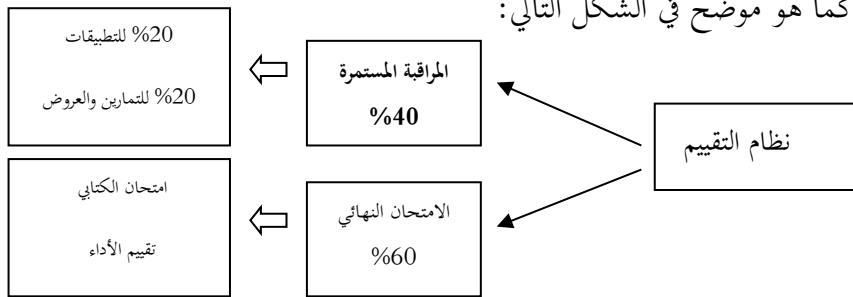 كما هو موضح في الشكل التالي:
نظام التقييم
المراقبة المستمرة
%40
%20 للتطبيقات
%20 للتمارين والعروض
الامتحان النهائي
%60
امتحان الكتابي
تقييم الأداء